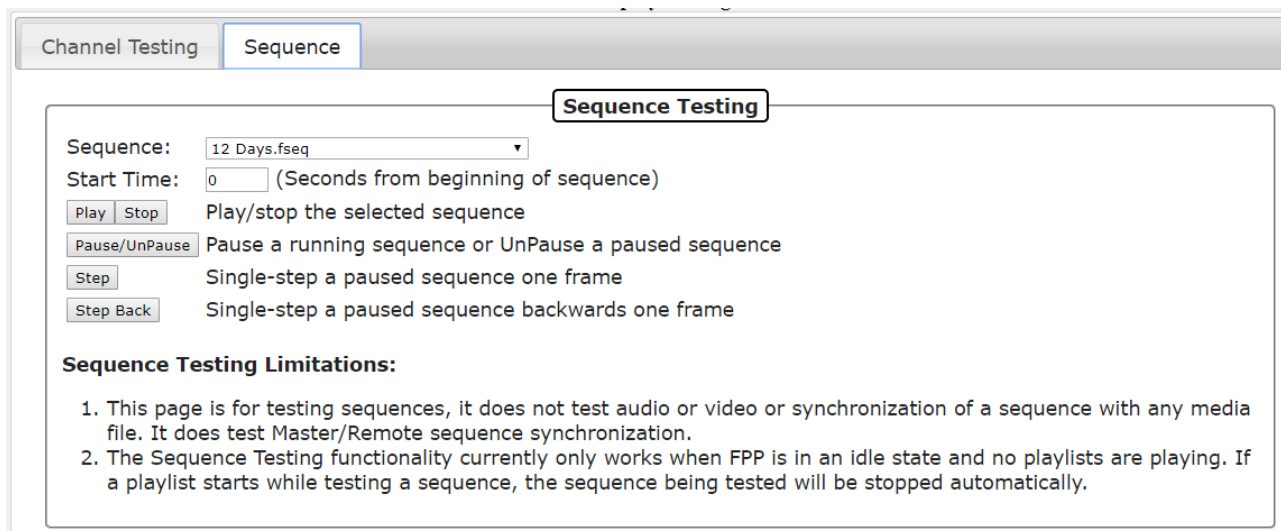 Channel Testing Sequence
Sequence Testing
Sequence: 12 Days.fseq
Start Time: 0 (Seconds from beginning of sequence)
Play Stop Play/stop the selected sequence
Pause/UnPause Pause a running sequence or UnPause a paused sequence
Step Single-step a paused sequence one frame
Step Back Single-step a paused sequence backwards one frame
Sequence Testing Limitations:
1. This page is for testing sequences, it does not test audio or video or synchronization of a sequence with any media
file. It does test Master/Remote sequence synchronization.
2. The Sequence Testing functionality currently only works when FPP is in an idle state and no playlists are playing. If
a playlist starts while testing a sequence, the sequence being tested will be stopped automatically.